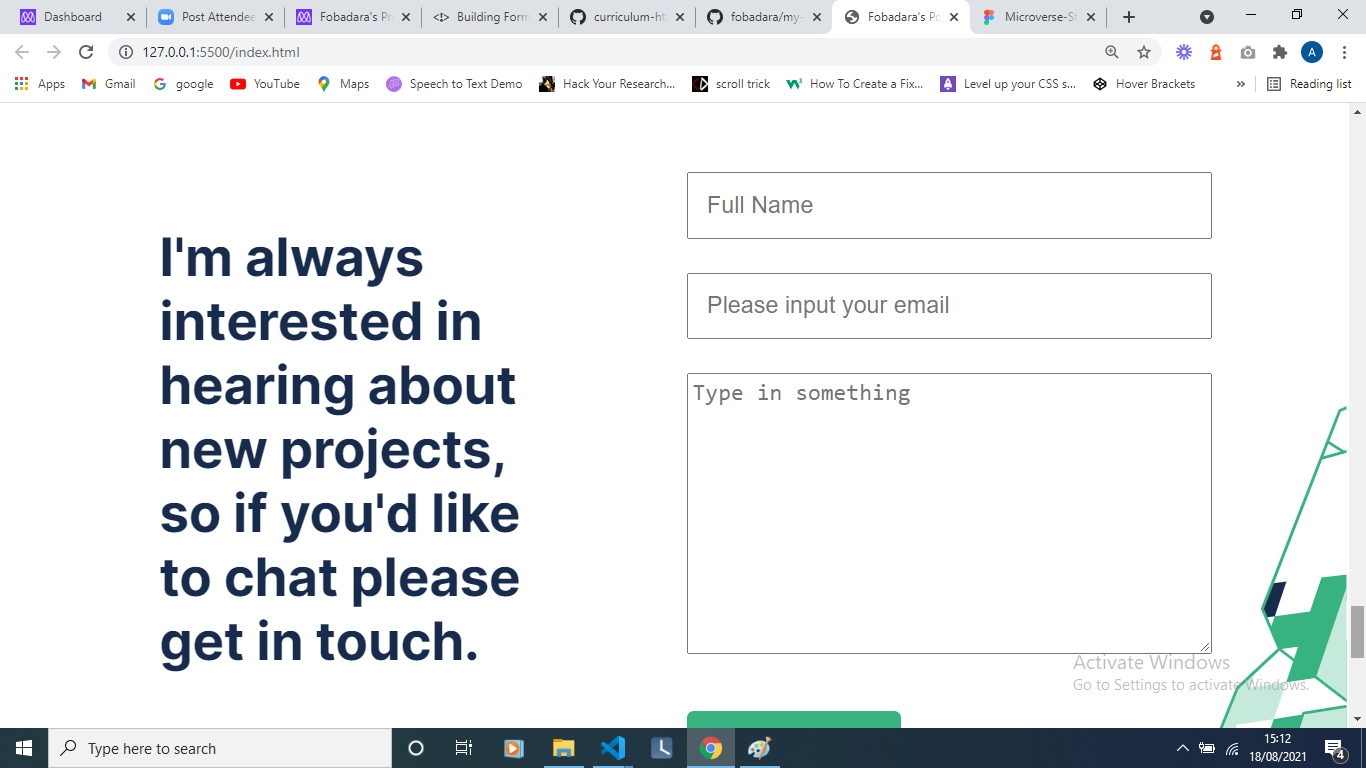 Dashboard
Post Attendee
Fobadara's Pr
Building Form
curriculum-ht
fobadara/my-
Fobadara's Po
Microverse-St
127.0.0.1:5500/index.html
A
Apps
Gmail
google
YouTube
Maps
Speech to Text Demo
Hack Your Research...
scroll trick
How To Create a Fix...
Level up your CSS s...
Hover Brackets
»
Reading list
I'm always
interested in
hearing about
new projects,
so if you'd like
to chat please
get in touch.
Full Name
Please input your email
Type in something
Activate Windows
Go to Settings to activate Windows.
Type here to search
15:12
18/08/2021
4